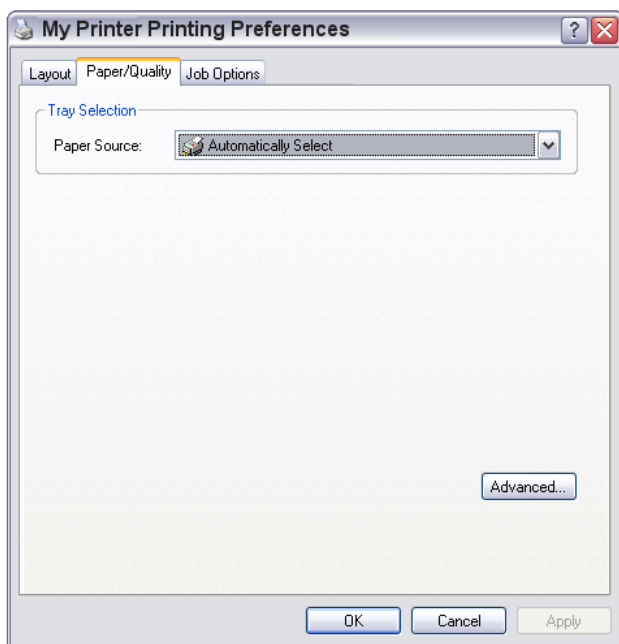 My Printer Printing Preferences
Layout Paper/Quality Job Options
Tray Selection
Paper Source: Automatically Select
Advanced...
OK Cancel Apply